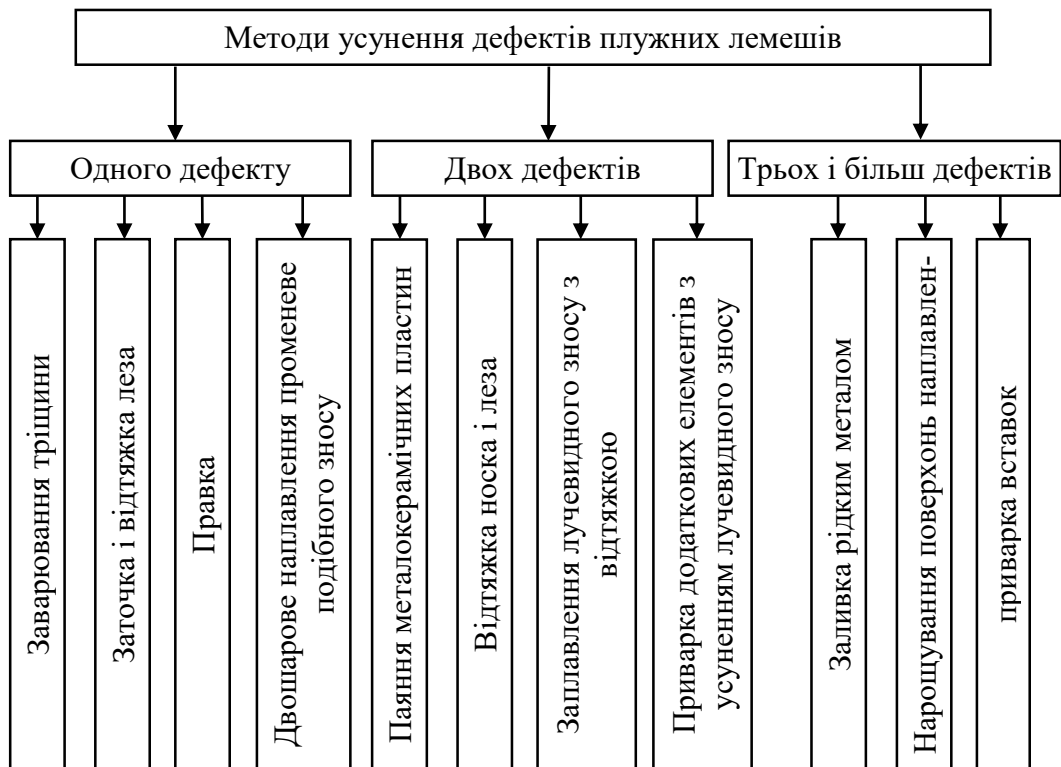 Методи усунення дефектів плужних лемешів
Одного дефекту
Двох дефектів
Трьох і більш дефектів
Заварювання тріщини
Заточка і відтяжка леза
Правка
Двошарове наплавлення променеве
подібного зносу
Паяння металокерамічних пластин
Відтяжка носка і леза
Заплавлення лучевидного зносу з
відтяжкою
Приварка додаткових елементів з
усуненням лучевидного зносу
Заливка рідким металом
Нарощування поверхонь наплавлен-
приварка вставок